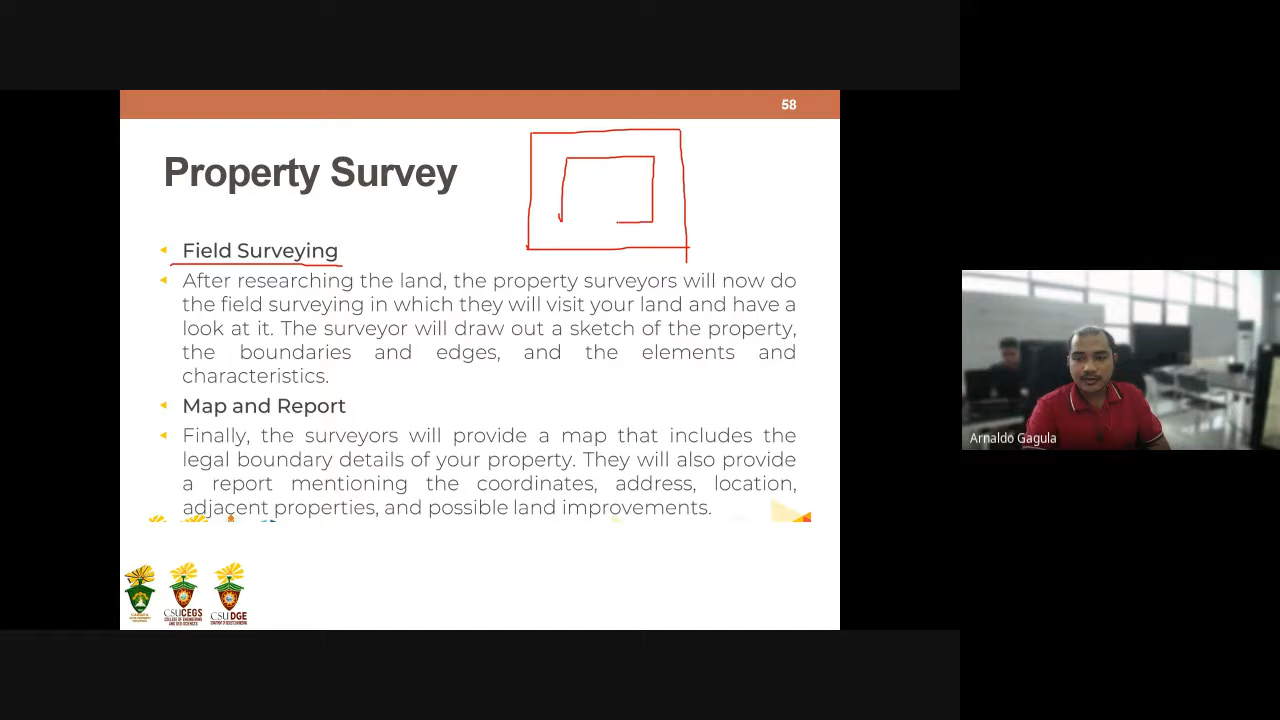 58
Property Survey
Field Surveying
After researching the land, the property surveyors will now do
the field surveying in which they will visit your land and have a
look at it. The surveyor will draw out a sketch of the property,
the boundaries and edges, and the elements and
characteristics.
Map and Report
Finally, the surveyors will provide a map that includes the
legal boundary details of your property. They will also provide
a report mentioning the coordinates, address, location,
adjacent properties, and possible land improvements.
Arnaldo Gagula
CSUCEGS
CSUDGE